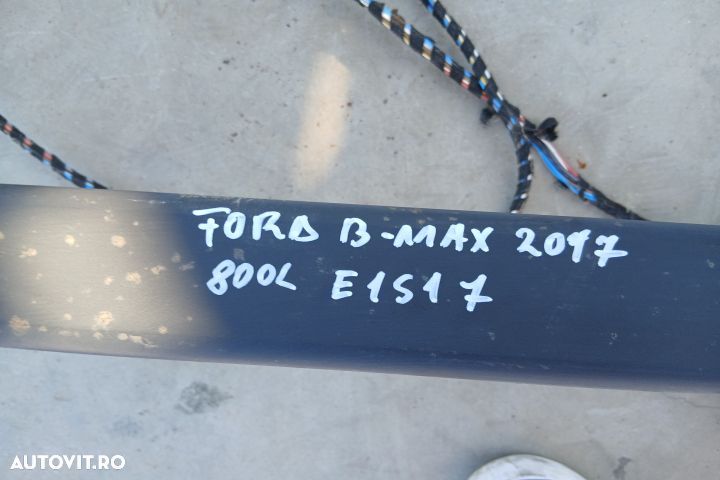 FORD B-MAX 2017
800L E1S17
AUTOVIT.RO